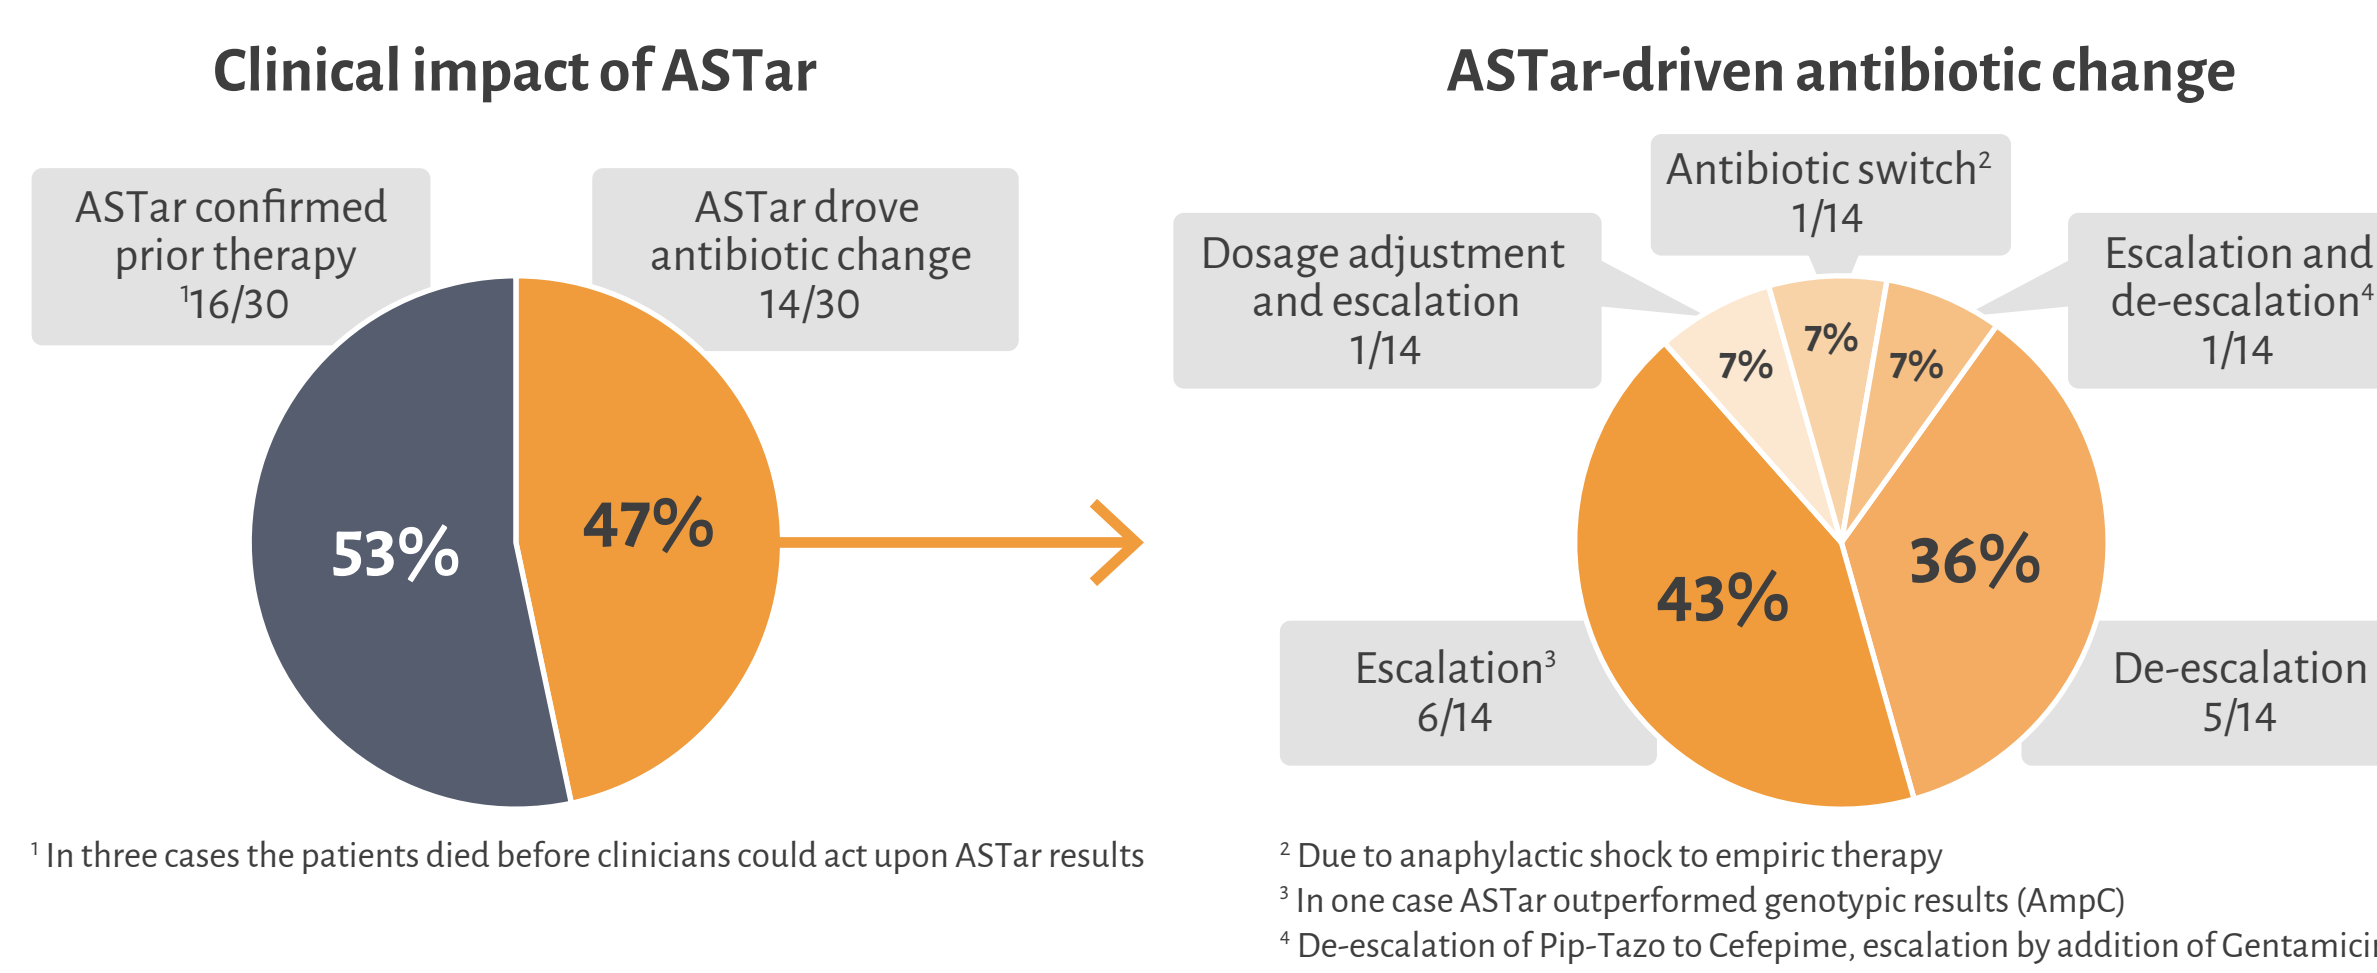 Clinical impact of ASTar
ASTar confirmed
prior therapy
¹16/30
ASTar drove
antibiotic change
14/30
53%
47%
¹ In three cases the patients died before clinicians could act upon ASTar results
ASTar-driven antibiotic change
Antibiotic switch²
1/14
Dosage adjustment
and escalation
1/14
Escalation and
de-escalation⁴
1/14
7%
7%
7%
43%
36%
Escalation³
6/14
De-escalation
5/14
² Due to anaphylactic shock to empiric therapy
³ In one case ASTar outperformed genotypic results (AmpC)
⁴ De-escalation of Pip-Tazo to Cefepime, escalation by addition of Gentamicin